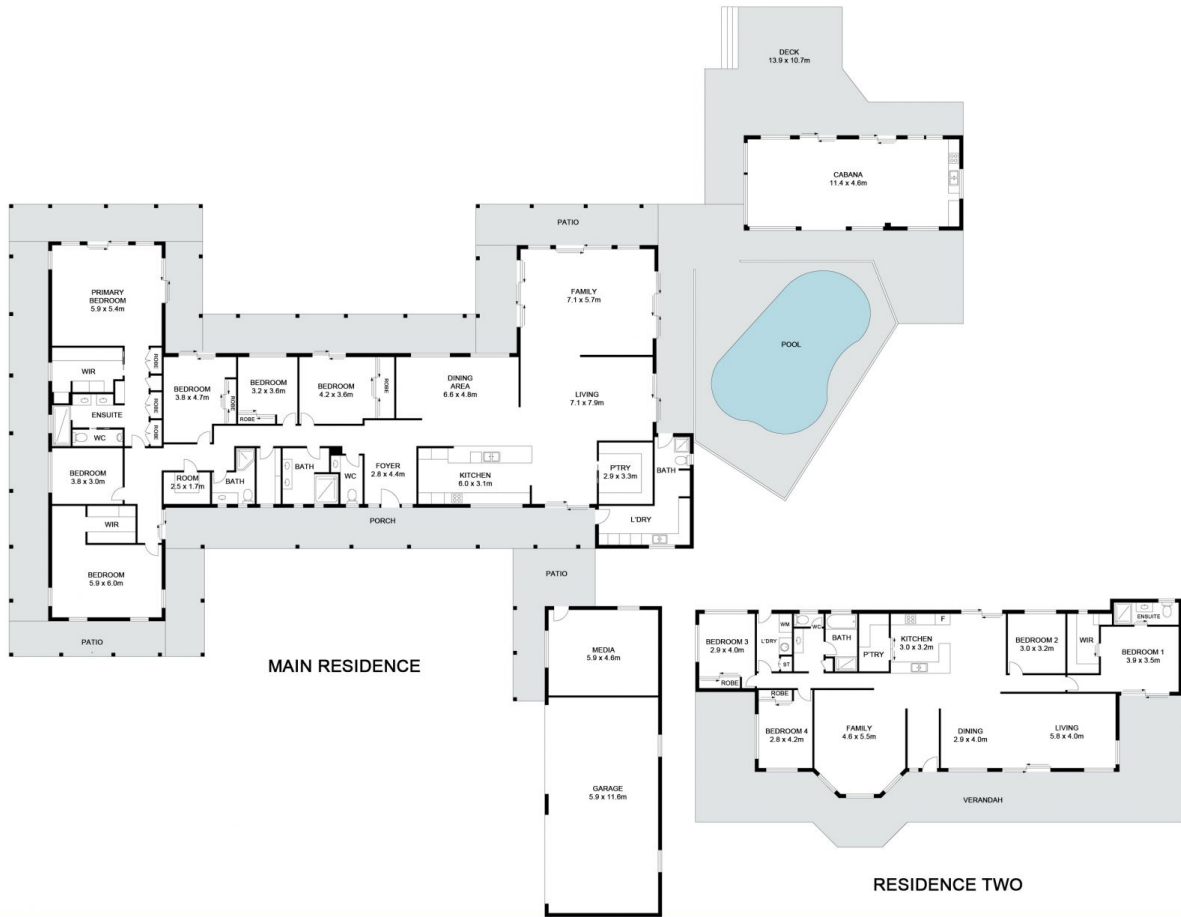 DECK
13.9 x 10.7m
CABANA
11.4 x 4.6m
PATIO
PRIMARY
BEDROOM
5.9 x 5.4m
FAMILY
7.1 x 5.7m
POOL
WIR
ROBE
ROBE
ROBE
BEDROOM
3.8 x 4.7m
ROBE
BEDROOM
3.2 x 3.6m
ROBE
BEDROOM
4.2 x 3.6m
ROBE
DINING
AREA
6.6 x 4.8m
LIVING
7.1 x 7.9m
ENSUITE
WC
BEDROOM
3.8 x 3.0m
ROOM
2.5 x 1.7m
BATH
BATH
WC
FOYER
2.8 x 4.4m
KITCHEN
6.0 x 3.1m
P'TRY
2.9 x 3.3m
BATH
L'DRY
WIR
PORCH
BEDROOM
5.9 x 6.0m
PATIO
PATIO
MAIN RESIDENCE
MEDIA
5.9 x 4.6m
GARAGE
5.9 x 11.6m
BEDROOM 3
2.9 x 4.0m
ROBE
L'DRY
WM
ST
WC
BATH
P'TRY
KITCHEN
3.0 x 3.2m
F
BEDROOM 2
3.0 x 3.2m
WIR
ENSUITE
BEDROOM 1
3.9 x 3.5m
ROBE
BEDROOM 4
2.8 x 4.2m
FAMILY
4.6 x 5.5m
DINING
2.9 x 4.0m
LIVING
5.8 x 4.0m
VERANDAH
RESIDENCE TWO